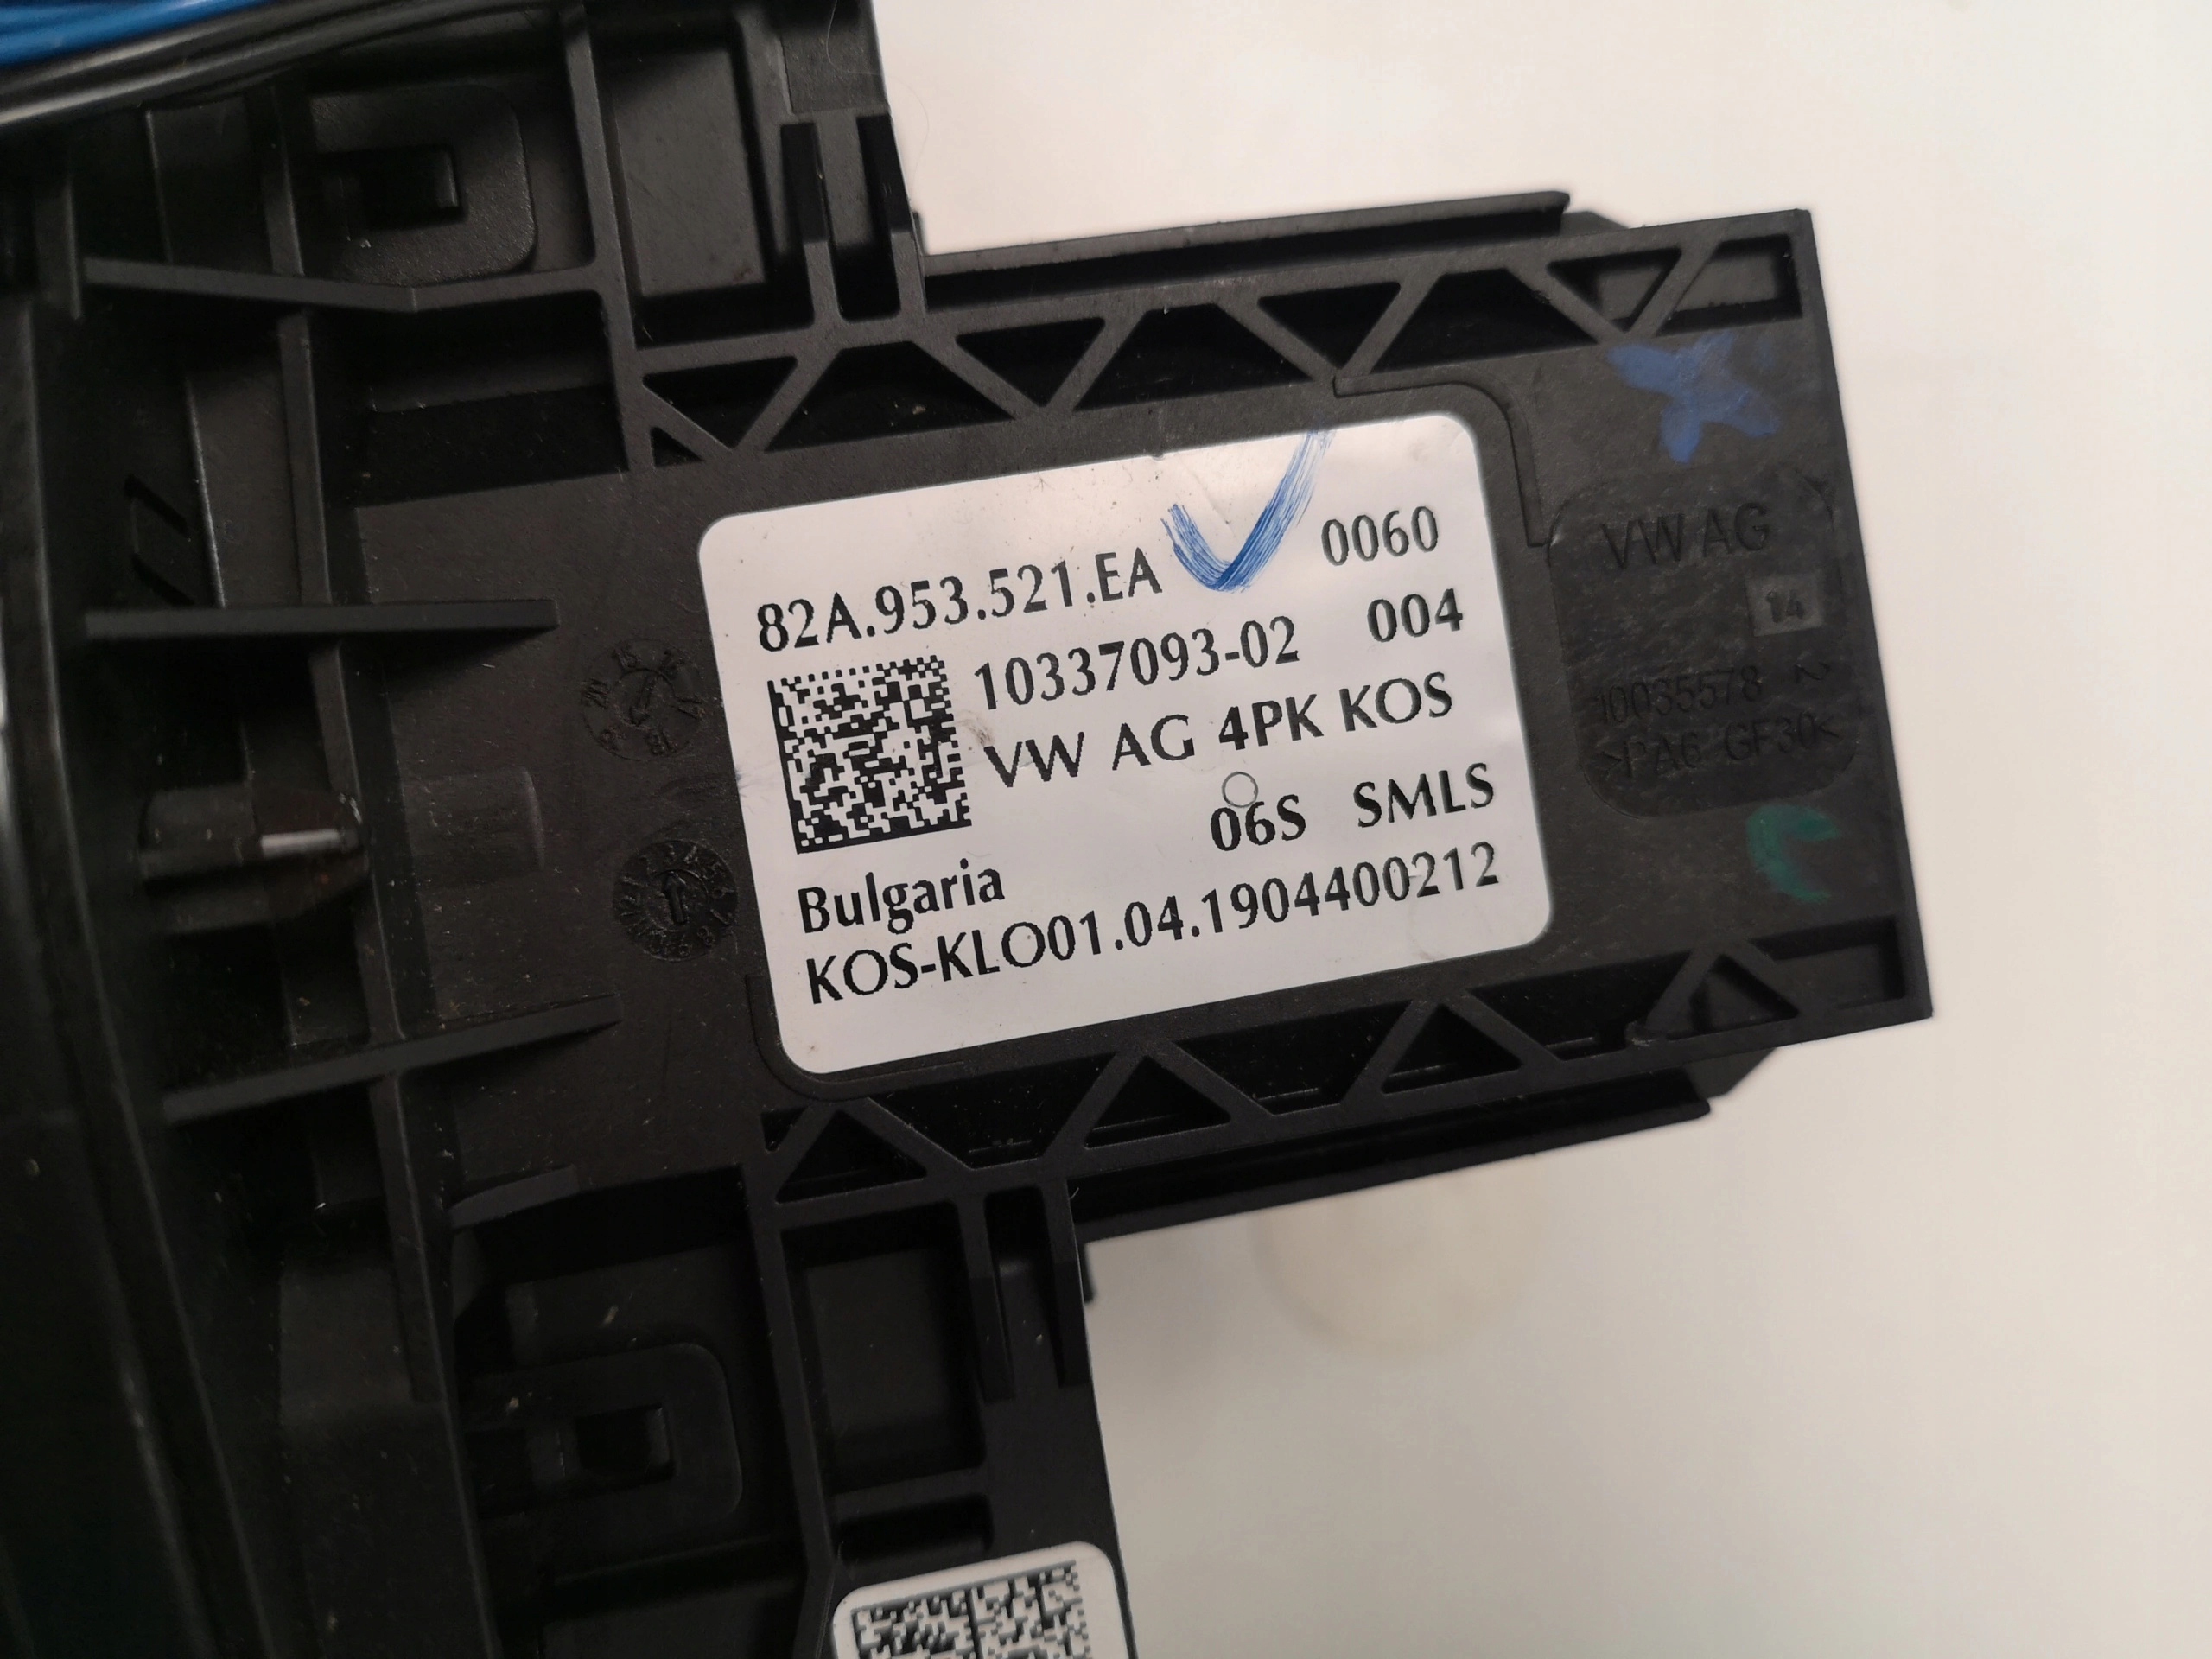 82A.953.521.EA 0060
10337093-02 004
VW AG 4PK KOS
06S SMLS
Bulgaria
KOS-KLO01.04.1904400212
VW AG
14
10035578 2
>PA6 GF30<